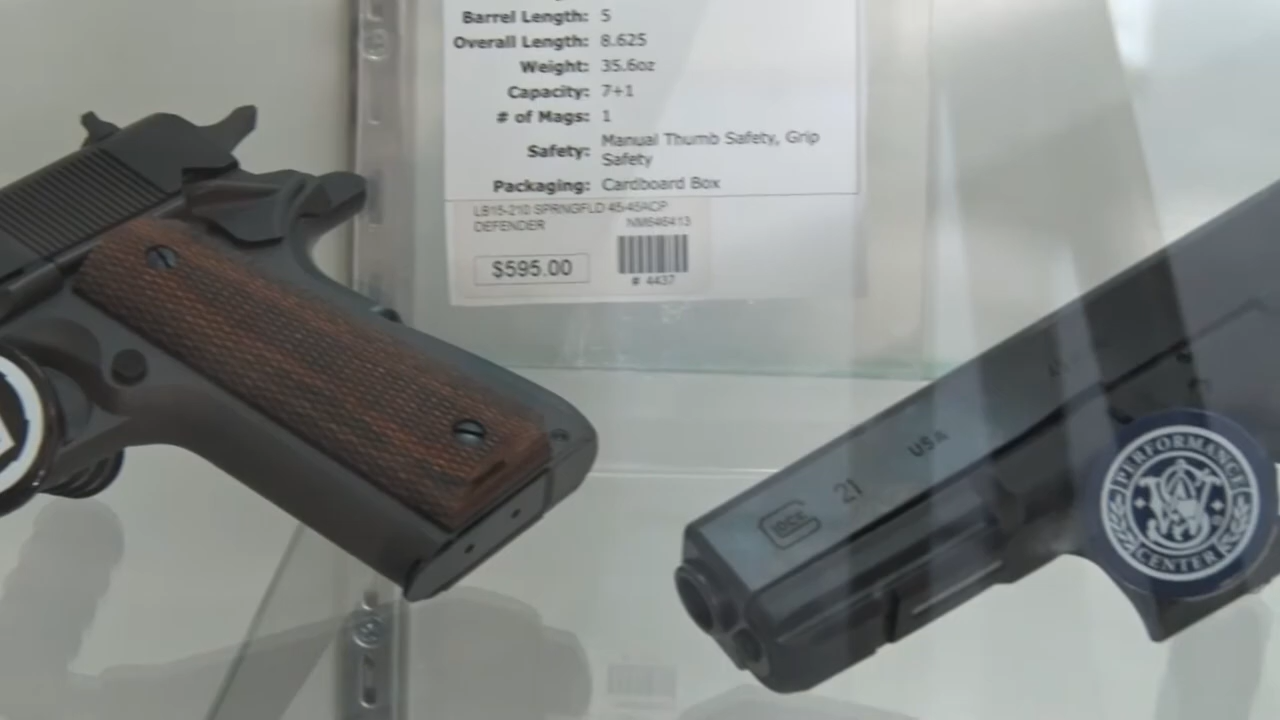 Barrel Length: 5
Overall Length: 8.625
Weight: 35.6oz
Capacity: 7+1
# of Mags: 1
Safety: Manual Thumb Safety, Grip
Safety
Packaging: Cardboard Box
LB15-210 SPRNGFLD 45-45ACP
DEFENDER NM646413
$595.00
# 4437
USA
21
GLOCK
PERFORMANCE
SW
CENTER